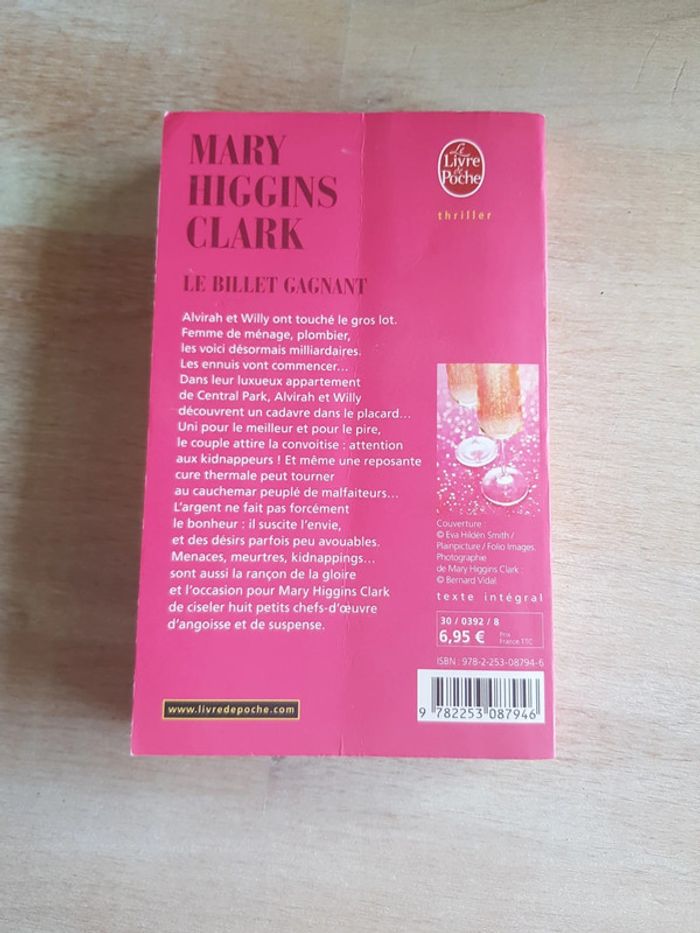 MARY
HIGGINS
CLARK
LE BILLET GAGNANT
Alvirah et Willy ont touché le gros lot.
Femme de ménage, plombier,
les voici désormais milliardaires.
Les ennuis vont commencer...
Dans leur luxueux appartement
de Central Park, Alvirah et Willy
découvrent un cadavre dans le placard...
Uni pour le meilleur et pour le pire,
le couple attire la convoitise : attention
aux kidnappeurs ! Et même une reposante
cure thermale peut tourner
au cauchemar peuplé de malfaiteurs...
L'argent ne fait pas forcément
le bonheur : il suscite l'envie,
et des désirs parfois peu avouables.
Menaces, meurtres, kidnappings...
sont aussi la rançon de la gloire
et l'occasion pour Mary Higgins Clark
de ciseler huit petits chefs-d'œuvre
d'angoisse et de suspense.
www.livredepoche.com
Le
Livre
de
Poche
thriller
Couverture :
© Eva Hildén Smith /
Plainpicture / Folio Images.
Photographie
de Mary Higgins Clark :
© Bernard Vidal.
texte intégral
30 / 0392 / 8
6,95 € Prix
France TTC
ISBN : 978-2-253-08794-6
9 782253 087946